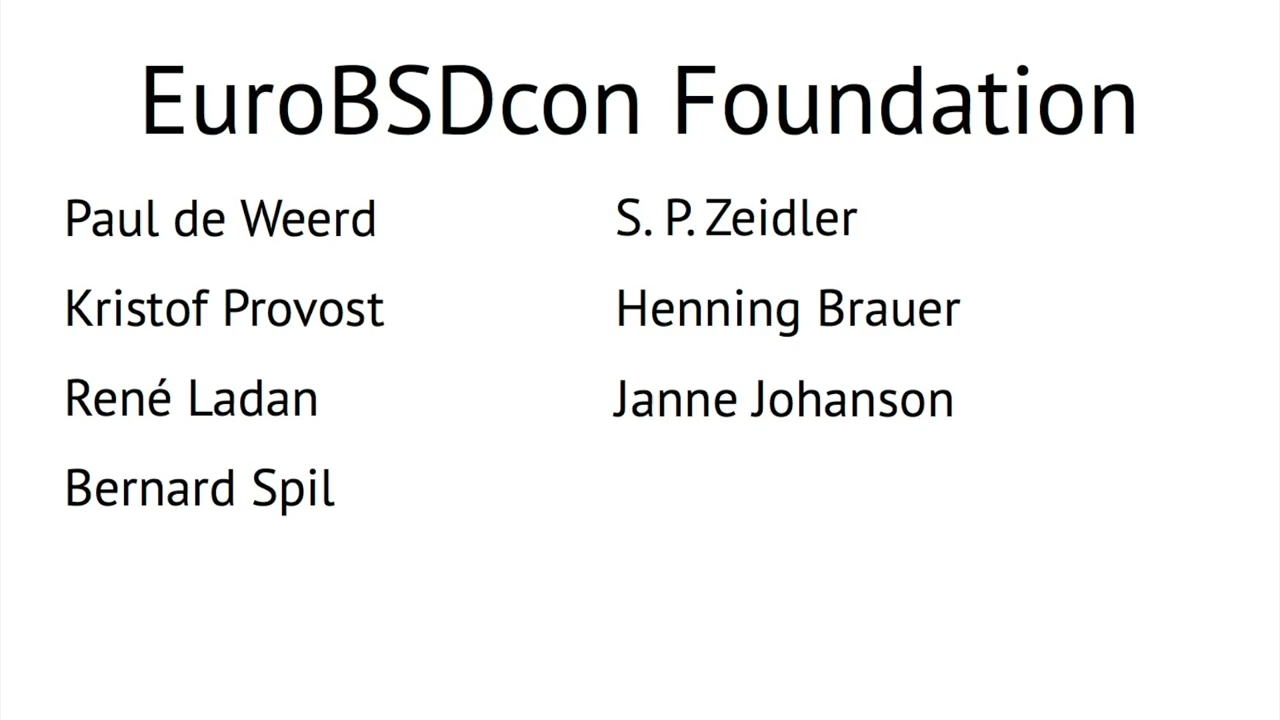 EuroBSDcon Foundation
Paul de Weerd
Kristof Provost
René Ladan
Bernard Spil
S. P. Zeidler
Henning Brauer
Janne Johanson